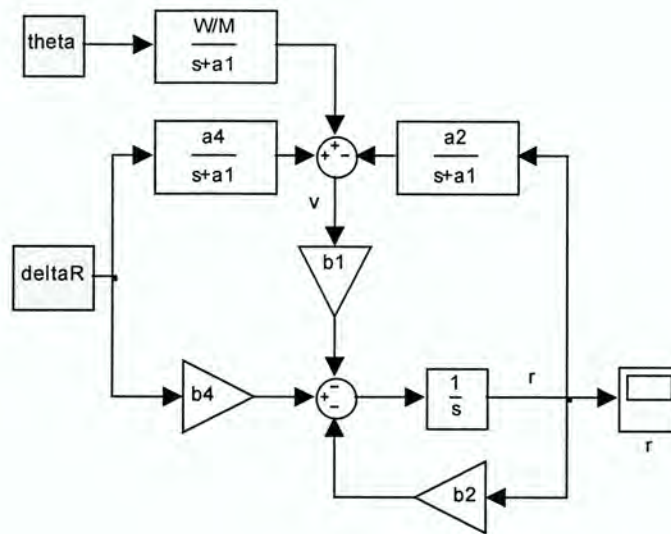 theta
W/M
s+a1
a4
s+a1
+
+
−
a2
s+a1
v
deltaR
b1
b4
+
−
−
1
s
r
r
b2